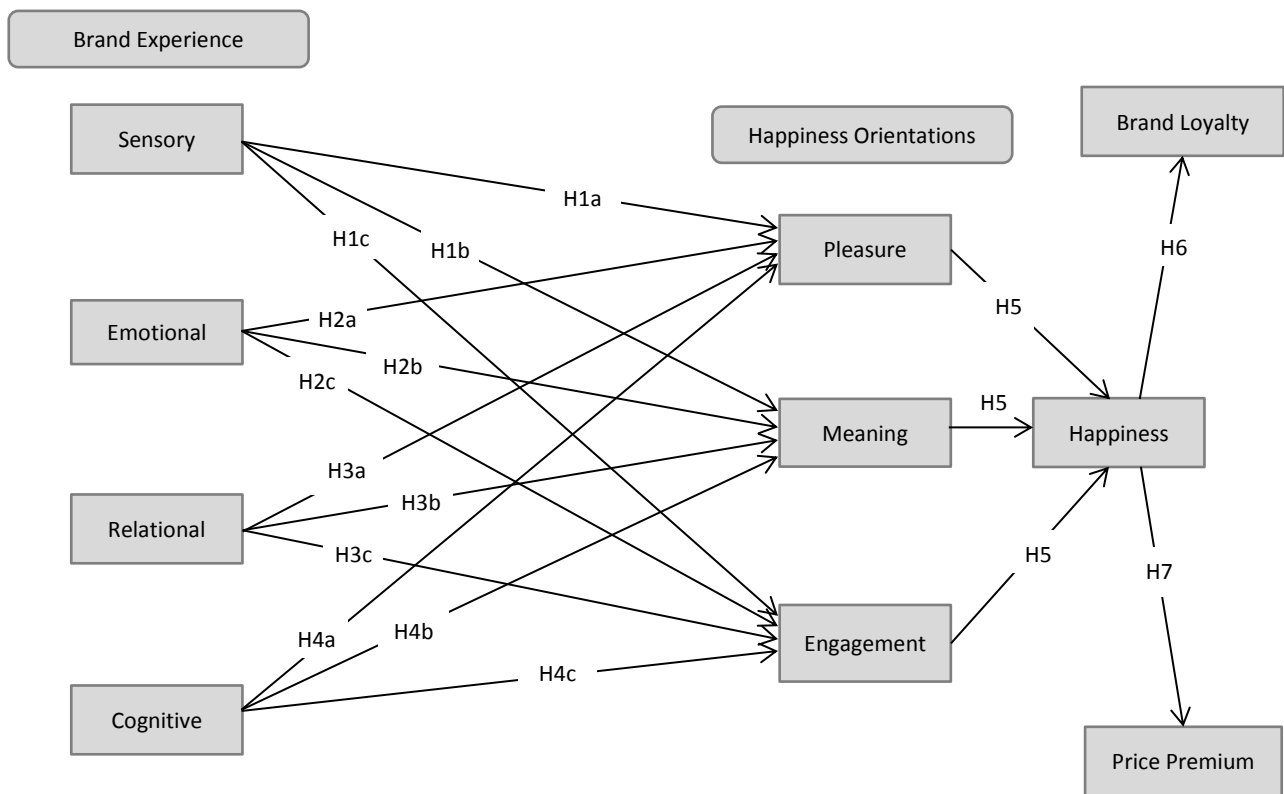 Brand Experience
Sensory
Emotional
Relational
Cognitive
H1a
H1b
H1c
H2a
H2b
H2c
H3a
H3b
H3c
H4a
H4b
H4c
Happiness Orientations
Pleasure
Meaning
Engagement
H5
H5
H5
Happiness
H6
H7
Brand Loyalty
Price Premium